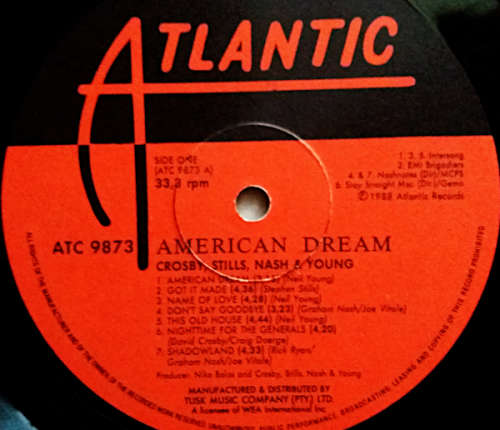 ATLANTIC
SIDE ONE
(ATC 9873 A)
33,3 rpm
1. 3. 5. Intersong
2. EMI Brigadiers
4. & 7. Nashnotes (Dir)/MCPS
6. Stay Straight Mus (Dir)/Gema
℗ 1988 Atlantic Records
ATC 9873
AMERICAN DREAM
CROSBY, STILLS, NASH & YOUNG
1. AMERICAN DREAM (Neil Young)
2. GOT IT MADE (4,36) (Stephen Stills)
3. NAME OF LOVE (4,28) (Neil Young)
4. DON'T SAY GOODBYE (3,23) (Graham Nash/Joe Vitale)
5. THIS OLD HOUSE (4,44) (Neil Young)
6. NIGHTTIME FOR THE GENERALS (4,20)
(David Crosby/Craig Doerge)
7. SHADOWLAND (4,33) (Rick Ryan/
Graham Nash/Joe Vitale)
Producer: Niko Bolas and Crosby, Stills, Nash & Young
MANUFACTURED & DISTRIBUTED BY
TUSK MUSIC COMPANY (PTY) LTD.
A licensee of WEA International Inc
ALL RIGHTS OF THE MANUFACTURER AND OF THE OWNER OF THE RECORDED WORK RESERVED. UNAUTHORISED PUBLIC PERFORMANCE, BROADCASTING, LEASING AND COPYING OF THIS RECORD PROHIBITED